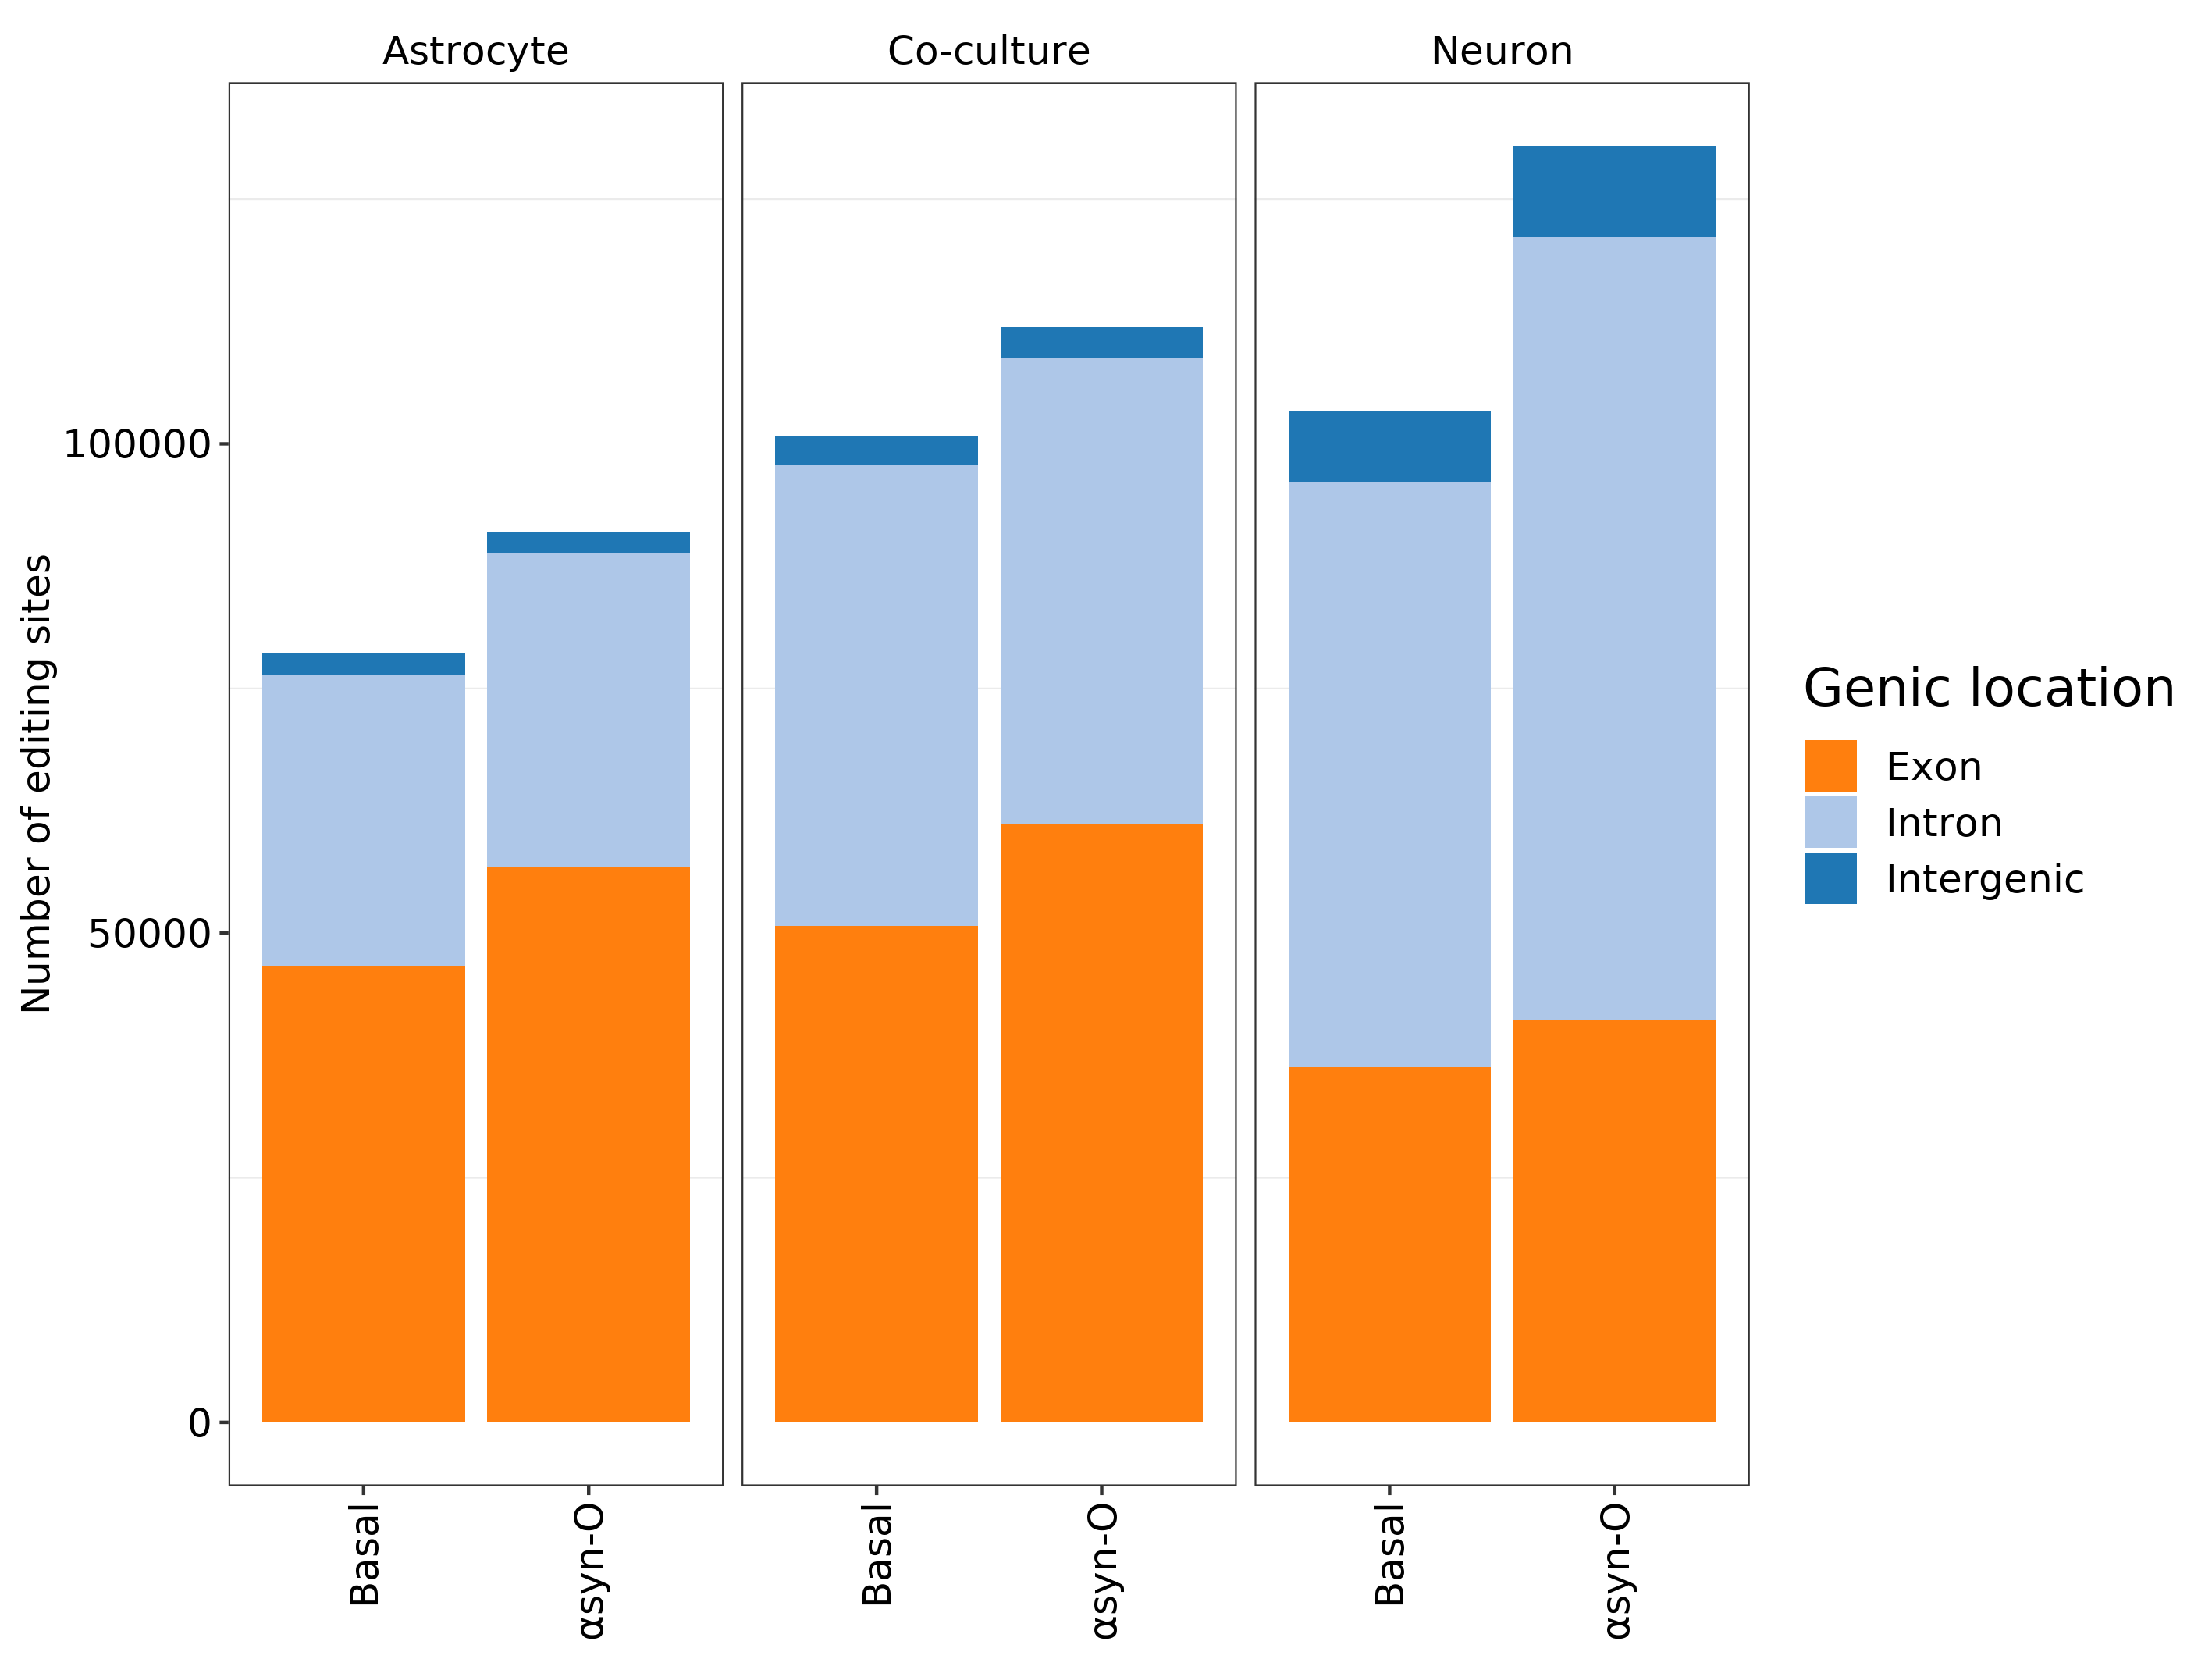 Astrocyte
Co-culture
Neuron
Number of editing sites
100000
50000
0
Basal
αsyn-O
Basal
αsyn-O
Basal
αsyn-O
Genic location
Exon
Intron
Intergenic